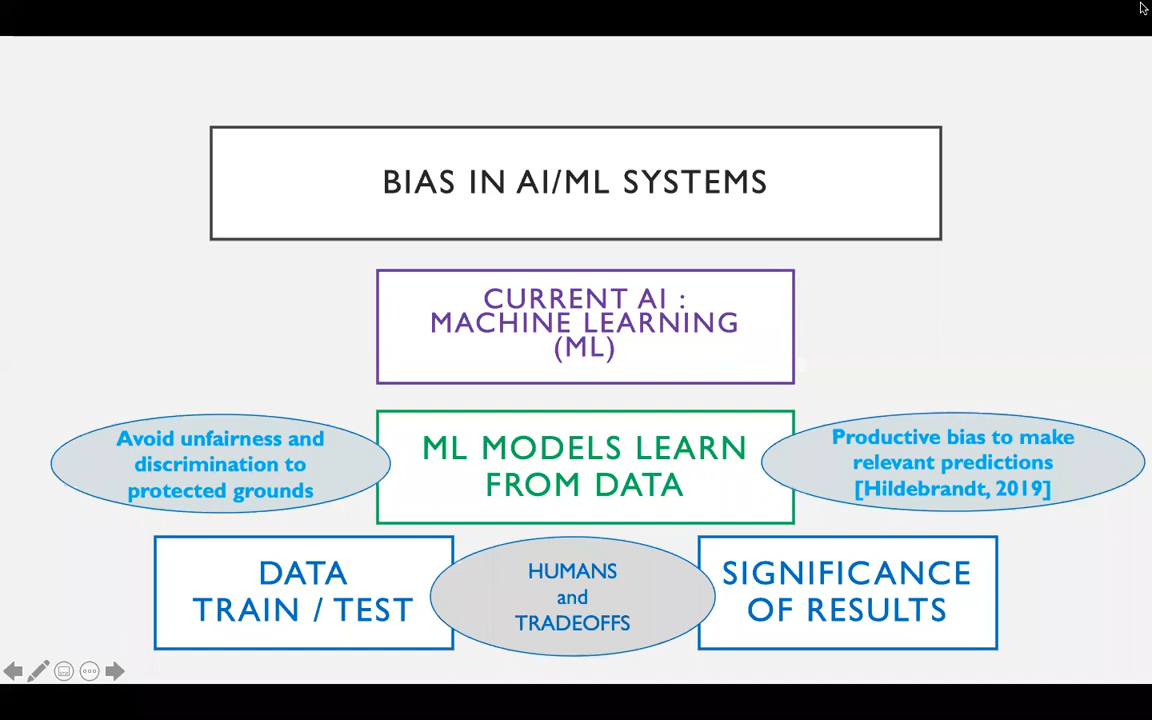 BIAS IN AI/ML SYSTEMS
CURRENT AI :
MACHINE LEARNING
(ML)
Avoid unfairness and
discrimination to
protected grounds
ML MODELS LEARN
FROM DATA
Productive bias to make
relevant predictions
[Hildebrandt, 2019]
DATA
TRAIN / TEST
HUMANS
and
TRADEOFFS
SIGNIFICANCE
OF RESULTS